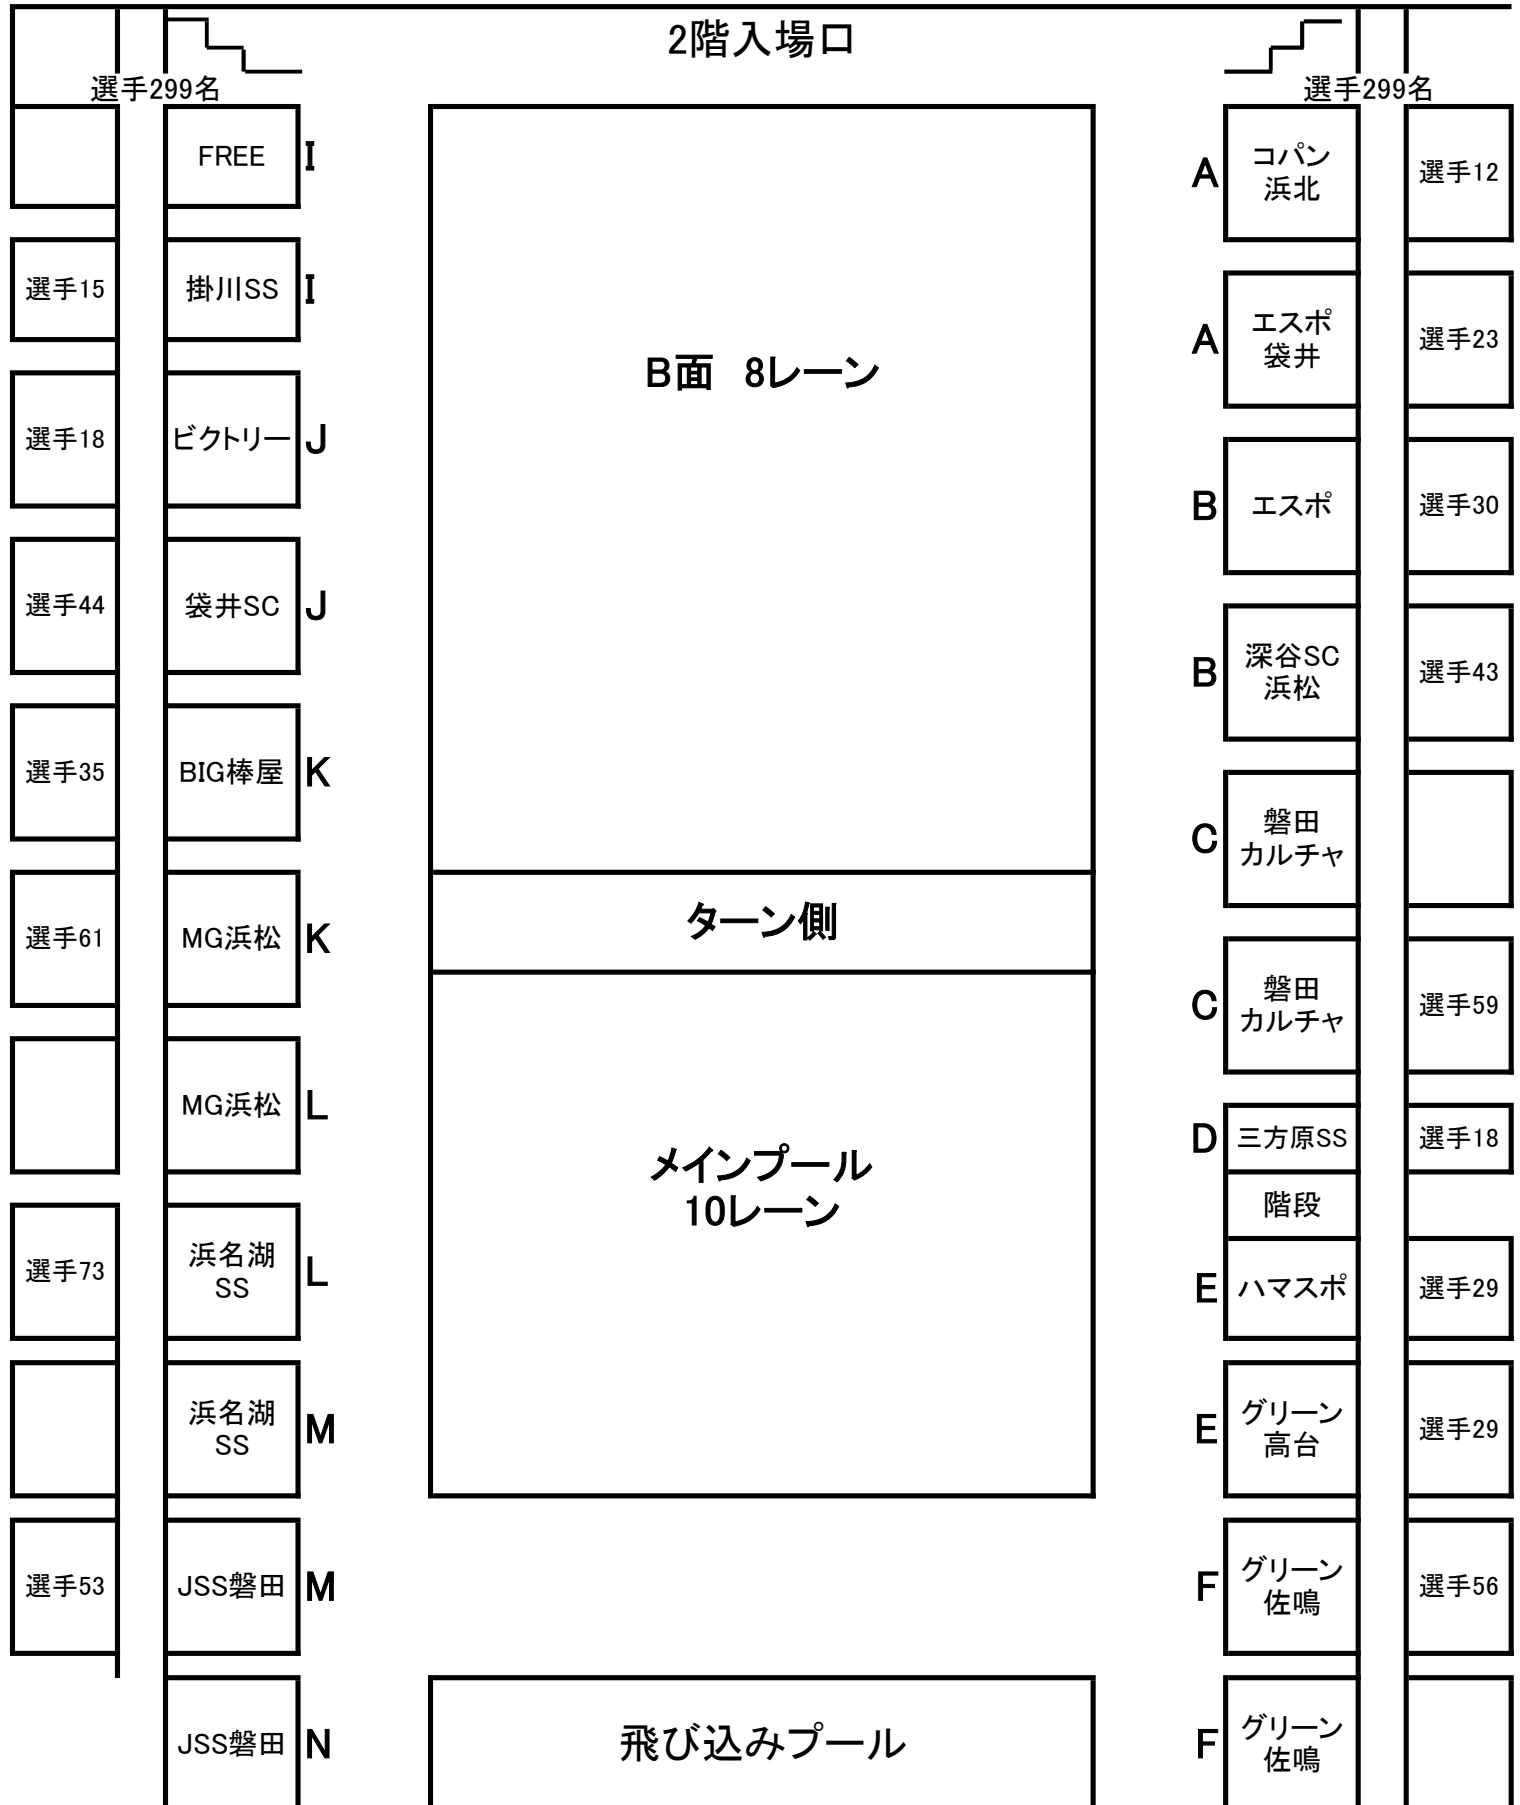 2階入場口
選手299名
選手299名
FREE
I
A
コパン
浜北
選手12
選手15
掛川SS
I
A
エスポ
袋井
選手23
B面 8レーン
選手18
ビクトリー
J
B
エスポ
選手30
選手44
袋井SC
J
B
深谷SC
浜松
選手43
選手35
BIG棒屋
K
C
磐田
カルチャ
選手61
MG浜松
K
ターン側
C
磐田
カルチャ
選手59
MG浜松
L
メインプール
10レーン
D
三方原SS
選手18
階段
選手73
浜名湖
SS
L
E
ハマスポ
選手29
浜名湖
SS
M
E
グリーン
高台
選手29
選手53
JSS磐田
M
F
グリーン
佐鳴
選手56
JSS磐田
N
飛び込みプール
F
グリーン
佐鳴